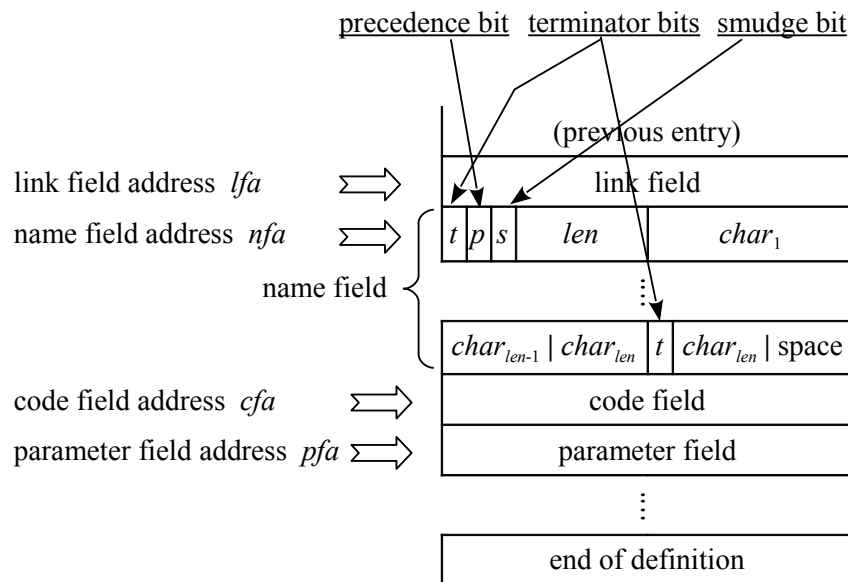 precedence bit terminator bits smudge bit
(previous entry)
link field address lfa link field
name field address nfa t p s len char1
name field
charlen-1 | charlen t charlen | space
code field address cfa code field
parameter field address pfa parameter field
end of definition